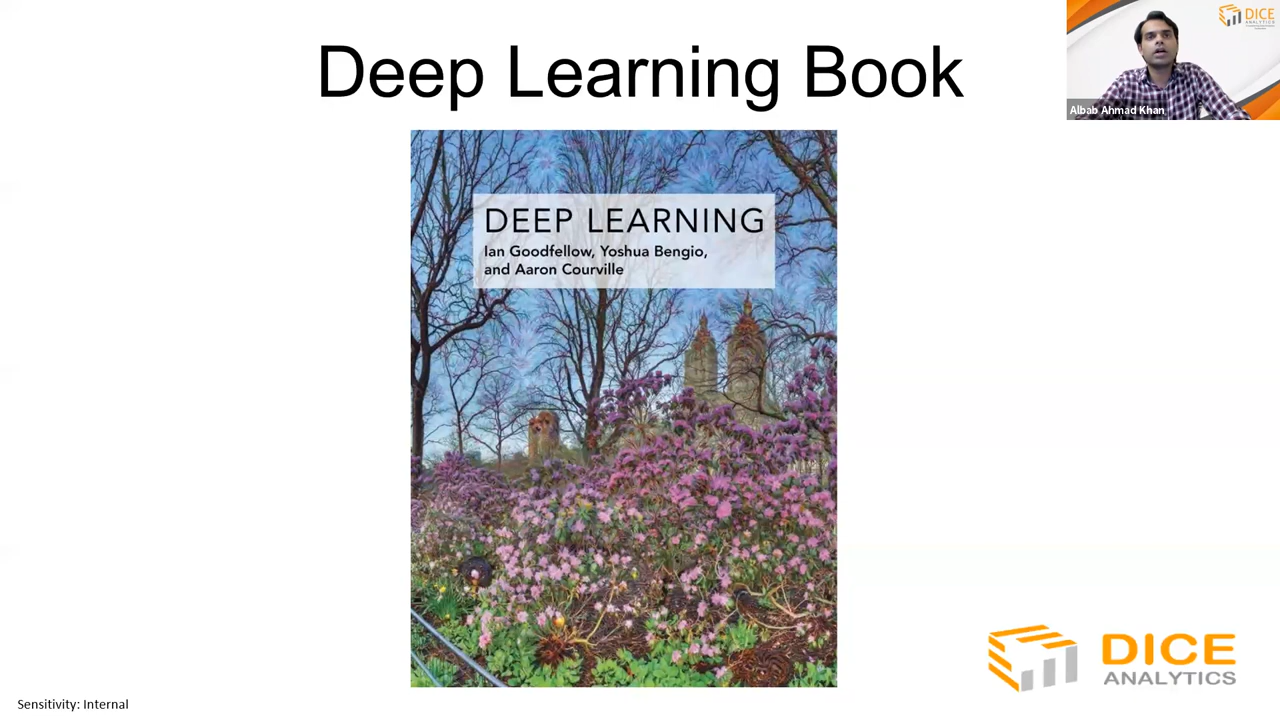 Deep Learning Book
DICE
ANALYTICS
Albab Ahmad Khan
DEEP LEARNING
Ian Goodfellow, Yoshua Bengio,
and Aaron Courville
DICE
ANALYTICS
Sensitivity: Internal